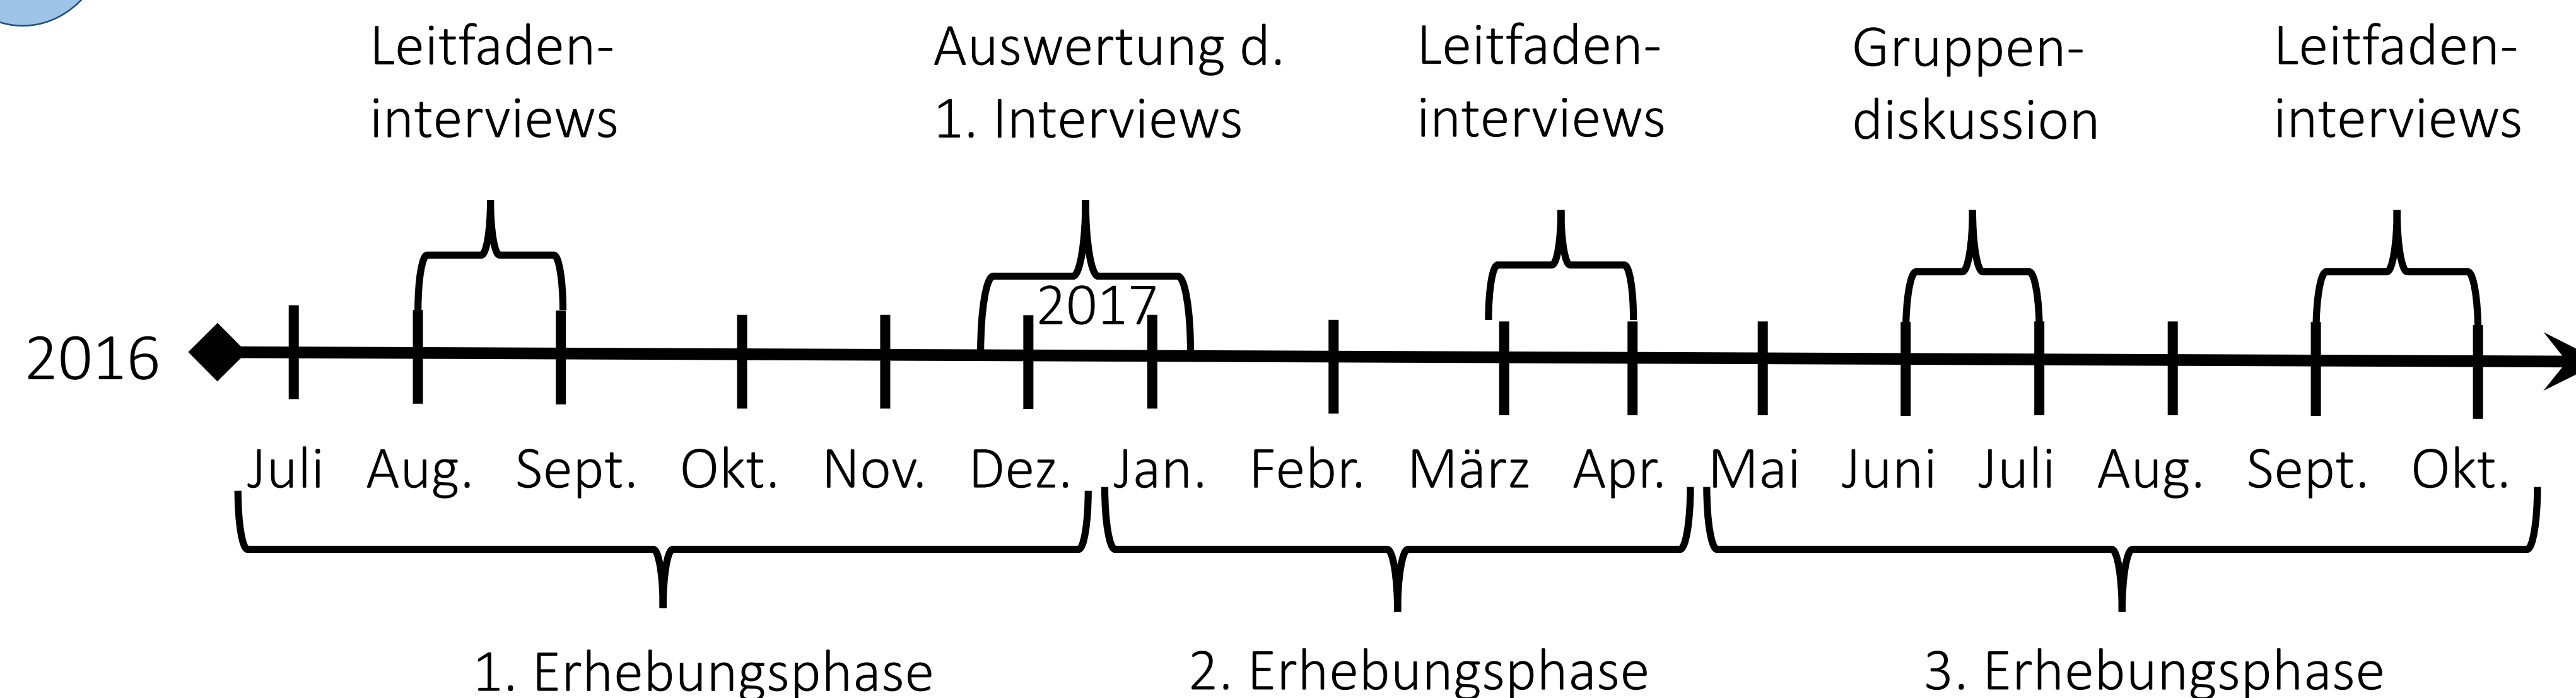 Leitfaden-
interviews
Auswertung d.
1. Interviews
Leitfaden-
interviews
Gruppen-
diskussion
Leitfaden-
interviews
2017
2016
Juli Aug. Sept. Okt. Nov. Dez. Jan. Febr. März Apr. Mai Juni Juli Aug. Sept. Okt.
1. Erhebungsphase
2. Erhebungsphase
3. Erhebungsphase